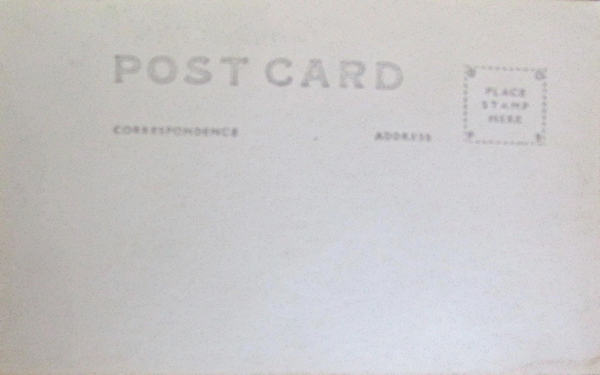 POST CARD
PLACE
STAMP
HERE
CORRESPONDENCE
ADDRESS